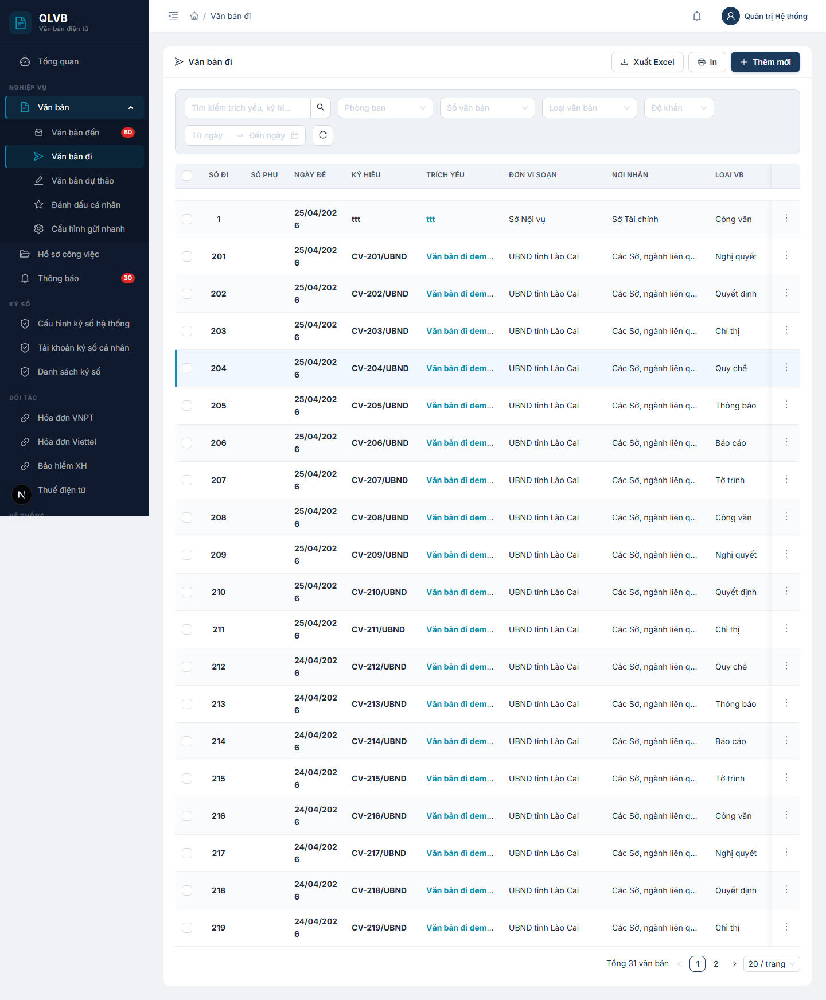 QLVB
Văn bản điện tử
Tổng quan
NGHIỆP VỤ
Văn bản
Văn bản đến 60
Văn bản đi
Văn bản dự thảo
Đánh dấu cá nhân
Cấu hình gửi nhanh
Hồ sơ công việc
Thông báo 30
KÝ SỐ
Cấu hình ký số hệ thống
Tài khoản ký số cá nhân
Danh sách ký số
ĐỐI TÁC
Hóa đơn VNPT
Hóa đơn Viettel
Bảo hiểm XH
Thuế điện tử
HỆ THỐNG
/ Văn bản đi
Quản trị Hệ thống
Văn bản đi
Xuất Excel In Thêm mới
Tìm kiếm trích yếu, ký hi... Phòng ban Sổ văn bản Loại văn bản Độ khẩn
Từ ngày Đến ngày
SỐ ĐI SỐ PHỤ NGÀY ĐỀ KÝ HIỆU TRÍCH YẾU ĐƠN VỊ SOẠN NƠI NHẬN LOẠI VB
1 25/04/2026 ttt ttt Sở Nội vụ Sở Tài chính Công văn
201 25/04/2026 CV-201/UBND Văn bản đi dem... UBND tỉnh Lào Cai Các Sở, ngành liên q... Nghị quyết
202 25/04/2026 CV-202/UBND Văn bản đi dem... UBND tỉnh Lào Cai Các Sở, ngành liên q... Quyết định
203 25/04/2026 CV-203/UBND Văn bản đi dem... UBND tỉnh Lào Cai Các Sở, ngành liên q... Chỉ thị
204 25/04/2026 CV-204/UBND Văn bản đi dem... UBND tỉnh Lào Cai Các Sở, ngành liên q... Quy chế
205 25/04/2026 CV-205/UBND Văn bản đi dem... UBND tỉnh Lào Cai Các Sở, ngành liên q... Thông báo
206 25/04/2026 CV-206/UBND Văn bản đi dem... UBND tỉnh Lào Cai Các Sở, ngành liên q... Báo cáo
207 25/04/2026 CV-207/UBND Văn bản đi dem... UBND tỉnh Lào Cai Các Sở, ngành liên q... Tờ trình
208 25/04/2026 CV-208/UBND Văn bản đi dem... UBND tỉnh Lào Cai Các Sở, ngành liên q... Công văn
209 25/04/2026 CV-209/UBND Văn bản đi dem... UBND tỉnh Lào Cai Các Sở, ngành liên q... Nghị quyết
210 25/04/2026 CV-210/UBND Văn bản đi dem... UBND tỉnh Lào Cai Các Sở, ngành liên q... Quyết định
211 25/04/2026 CV-211/UBND Văn bản đi dem... UBND tỉnh Lào Cai Các Sở, ngành liên q... Chỉ thị
212 24/04/2026 CV-212/UBND Văn bản đi dem... UBND tỉnh Lào Cai Các Sở, ngành liên q... Quy chế
213 24/04/2026 CV-213/UBND Văn bản đi dem... UBND tỉnh Lào Cai Các Sở, ngành liên q... Thông báo
214 24/04/2026 CV-214/UBND Văn bản đi dem... UBND tỉnh Lào Cai Các Sở, ngành liên q... Báo cáo
215 24/04/2026 CV-215/UBND Văn bản đi dem... UBND tỉnh Lào Cai Các Sở, ngành liên q... Tờ trình
216 24/04/2026 CV-216/UBND Văn bản đi dem... UBND tỉnh Lào Cai Các Sở, ngành liên q... Công văn
217 24/04/2026 CV-217/UBND Văn bản đi dem... UBND tỉnh Lào Cai Các Sở, ngành liên q... Nghị quyết
218 24/04/2026 CV-218/UBND Văn bản đi dem... UBND tỉnh Lào Cai Các Sở, ngành liên q... Quyết định
219 24/04/2026 CV-219/UBND Văn bản đi dem... UBND tỉnh Lào Cai Các Sở, ngành liên q... Chỉ thị
Tổng 31 văn bản 1 2 20 / trang